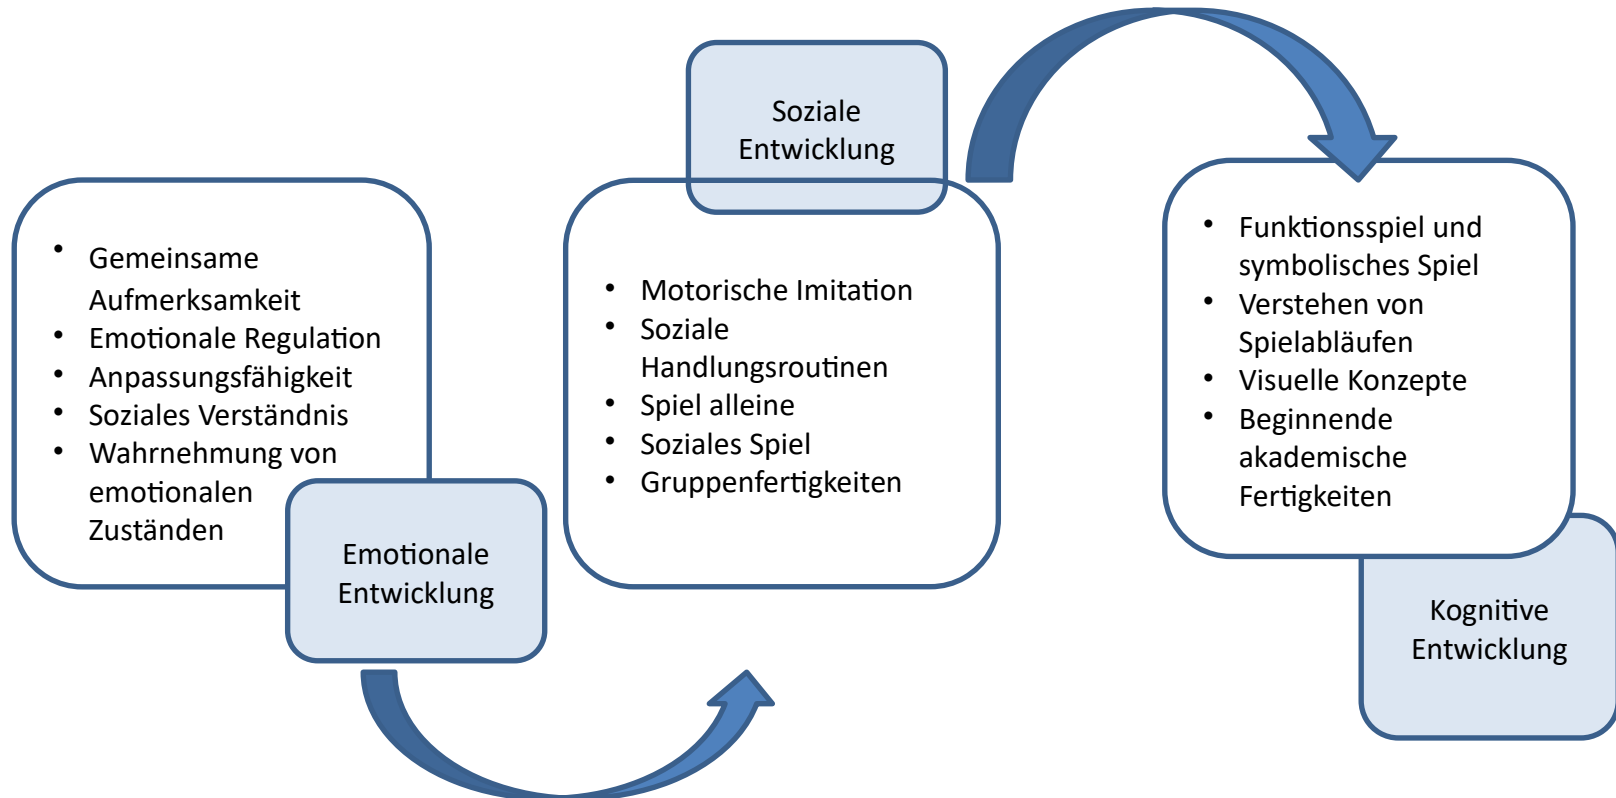 • Gemeinsame
Aufmerksamkeit
• Emotionale Regulation
• Anpassungsfähigkeit
• Soziales Verständnis
• Wahrnehmung von
emotionalen
Zuständen
Emotionale
Entwicklung
Soziale
Entwicklung
• Motorische Imitation
• Soziale
Handlungsroutinen
• Spiel alleine
• Soziales Spiel
• Gruppenfertigkeiten
• Funktionsspiel und
symbolisches Spiel
• Verstehen von
Spielabläufen
• Visuelle Konzepte
• Beginnende
akademische
Fertigkeiten
Kognitive
Entwicklung